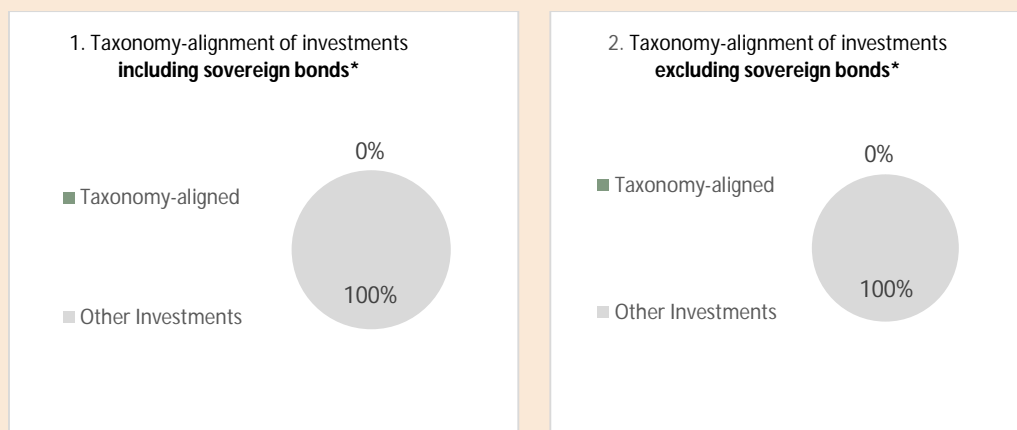 1. Taxonomy-alignment of investments
including sovereign bonds*
0%
Taxonomy-aligned
100%
Other Investments
2. Taxonomy-alignment of investments
excluding sovereign bonds*
0%
Taxonomy-aligned
100%
Other Investments